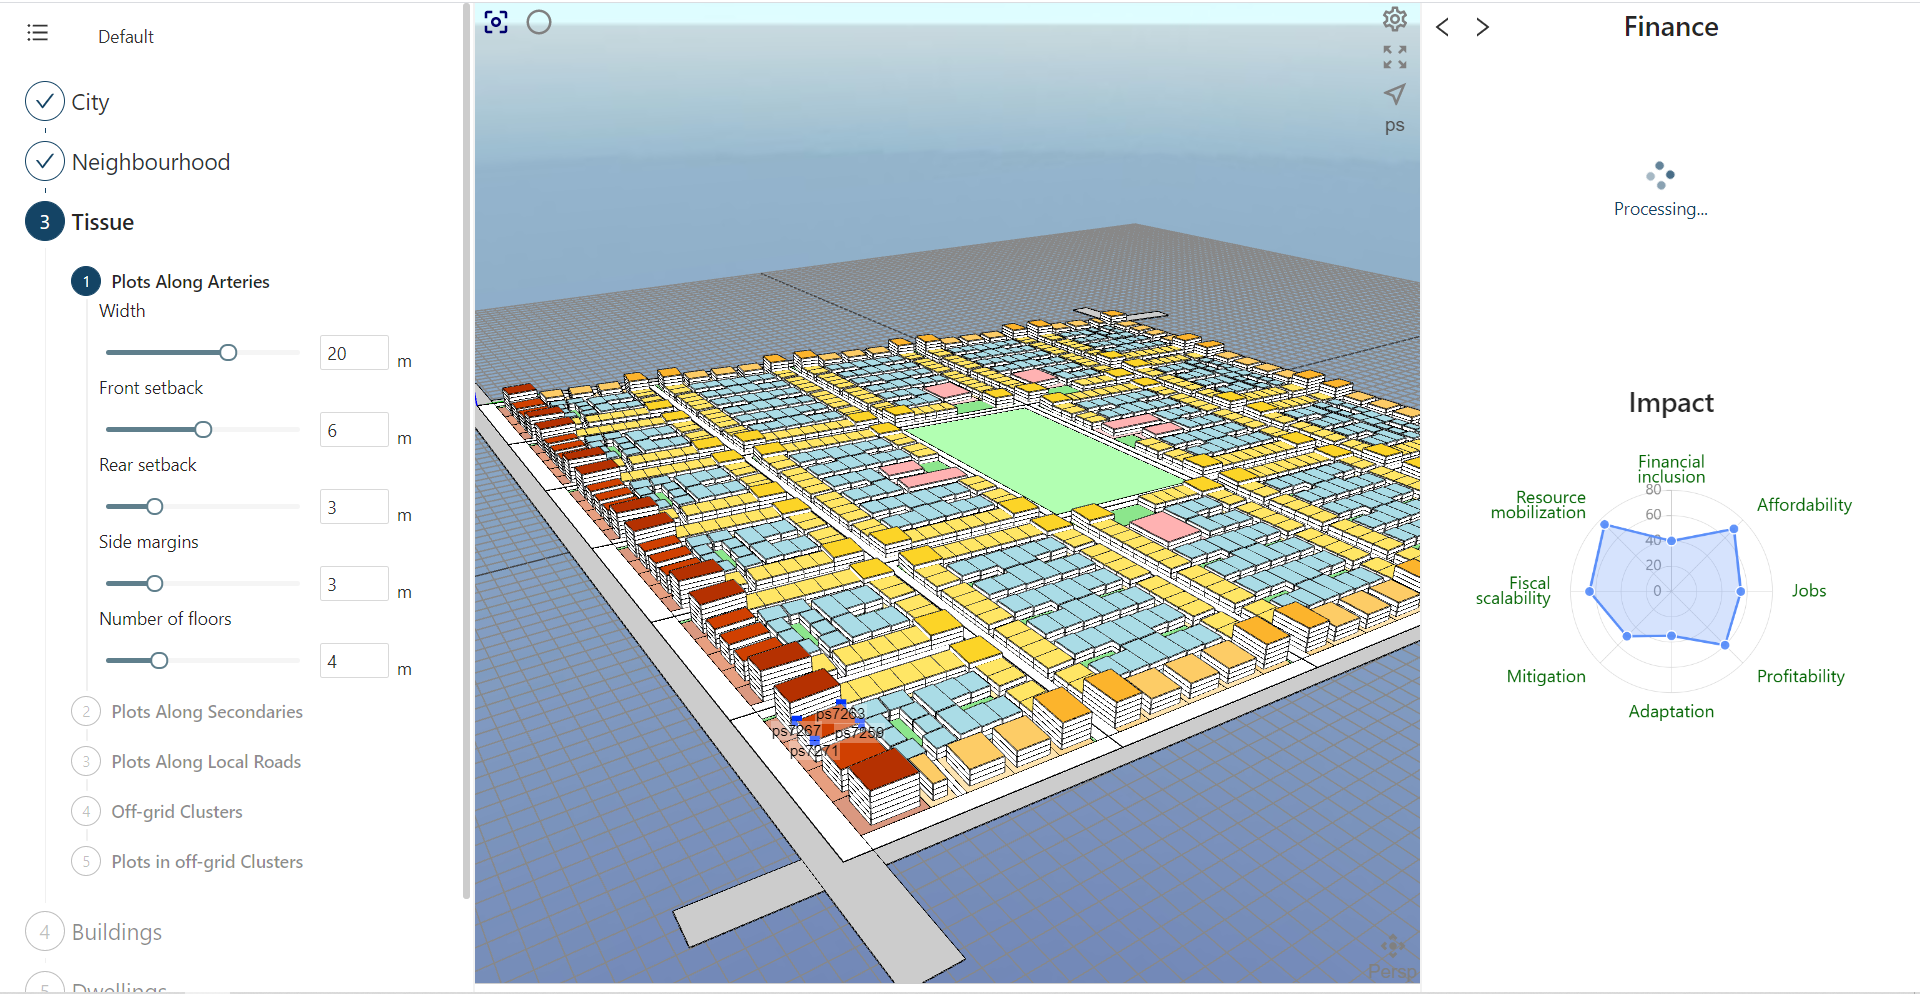 Default
City
Neighbourhood
3 Tissue
1 Plots Along Arteries
Width
20 m
Front setback
6 m
Rear setback
3 m
Side margins
3 m
Number of floors
4 m
2 Plots Along Secondaries
3 Plots Along Local Roads
4 Off-grid Clusters
5 Plots in off-grid Clusters
4 Buildings
5 Dwellings
ps
ps7263
ps7267
ps7259
ps7271
Persp
Finance
Processing...
Impact
Financial
inclusion
Affordability
Jobs
Profitability
Adaptation
Mitigation
Fiscal
scalability
Resource
mobilization
80
60
40
20
0